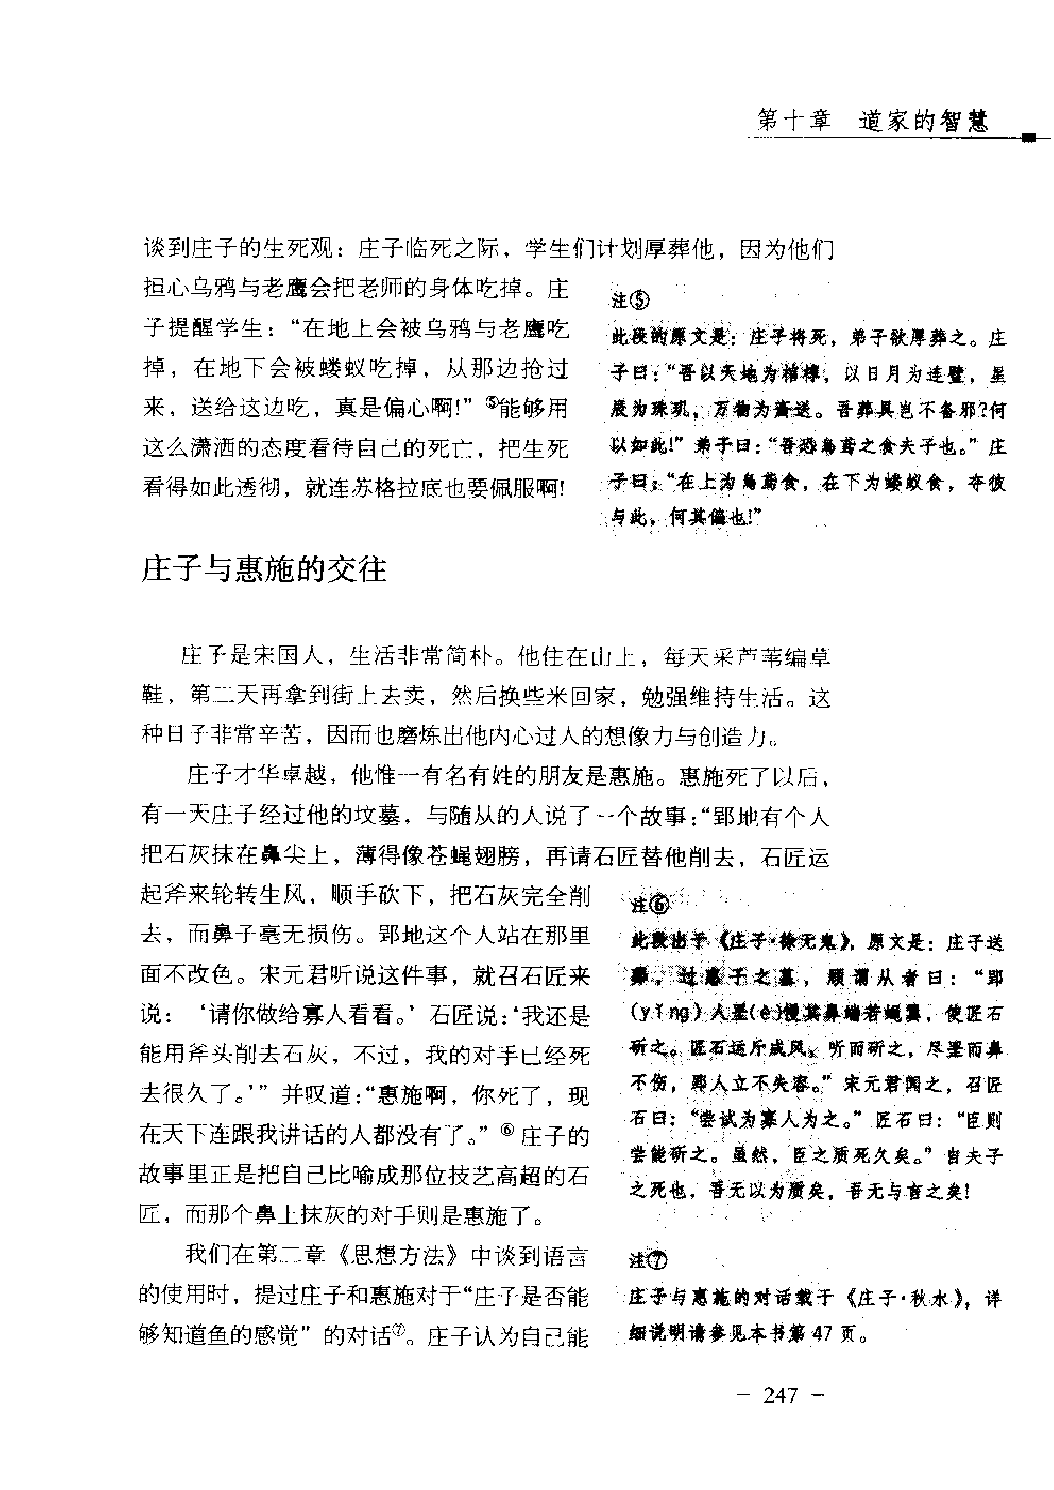 第十章 道家的智慧
谈到庄子的生死观：庄子临死之际，学生们计划厚葬他，因为他们
担心乌鸦与老鹰会把老师的身体吃掉。庄
子提醒学生：“在地上会被乌鸦与老鹰吃
掉，在地下会被蝼蚁吃掉，从那边抢过
来，送给这边吃，真是偏心啊!”⑤能够用
这么潇洒的态度看待自己的死亡，把生死
看得如此透彻，就连苏格拉底也要佩服啊!
注⑤
此段的原文是：庄子将死，弟子欲厚葬之。庄
子曰：“吾以天地为棺椁，以日月为连璧，星
辰为珠玑，万物为赍送。吾葬具岂不备邪?何
以如此!”弟子曰：“吾恐乌鸢之食夫子也。”庄
子曰：“在上为乌鸢食，在下为蝼蚁食，夺彼
与此，何其偏也!”
庄子与惠施的交往
庄子是宋国人，生活非常简朴。他住在山上，每天采芦苇编草
鞋，第二天再拿到街上去卖，然后换些米回家，勉强维持生活。这
种日子非常辛苦，因而也磨炼出他内心过人的想像力与创造力。
庄子才华卓越，他惟一有名有姓的朋友是惠施。惠施死了以后，
有一天庄子经过他的坟墓，与随从的人说了一个故事：“郢地有个人
把石灰抹在鼻尖上，薄得像苍蝇翅膀，再请石匠替他削去，石匠运
起斧来轮转生风，顺手砍下，把石灰完全削
去，而鼻子毫无损伤。郢地这个人站在那里
面不改色。宋元君听说这件事，就召石匠来
说：‘请你做给寡人看看。’石匠说：‘我还是
能用斧头削去石灰，不过，我的对手已经死
去很久了。’”并叹道：“惠施啊，你死了，现
在天下连跟我讲话的人都没有了。”⑥庄子的
故事里正是把自己比喻成那位技艺高超的石
匠，而那个鼻上抹灰的对手则是惠施了。
我们在第二章《思想方法》中谈到语言
的使用时，提过庄子和惠施对于“庄子是否能
够知道鱼的感觉”的对话⑦。庄子认为自己能
注⑥
此段出于《庄子·徐无鬼》，原文是：庄子送
葬，过惠子之墓，顾谓从者曰：“郢
(yǐng)人垩(è)慢其鼻端若蝇翼，使匠石
斫之。匠石运斤成风，听而斫之，尽垩而鼻
不伤，郢人立不失容。”宋元君闻之，召匠
石曰：“尝试为寡人为之。”匠石曰：“臣则
尝能斫之。虽然，臣之质死久矣。”自夫子
之死也，吾无以为质矣，吾无与言之矣!
注⑦
庄子与惠施的对话载于《庄子·秋水》，详
细说明请参见本书第47页。
- 247 -